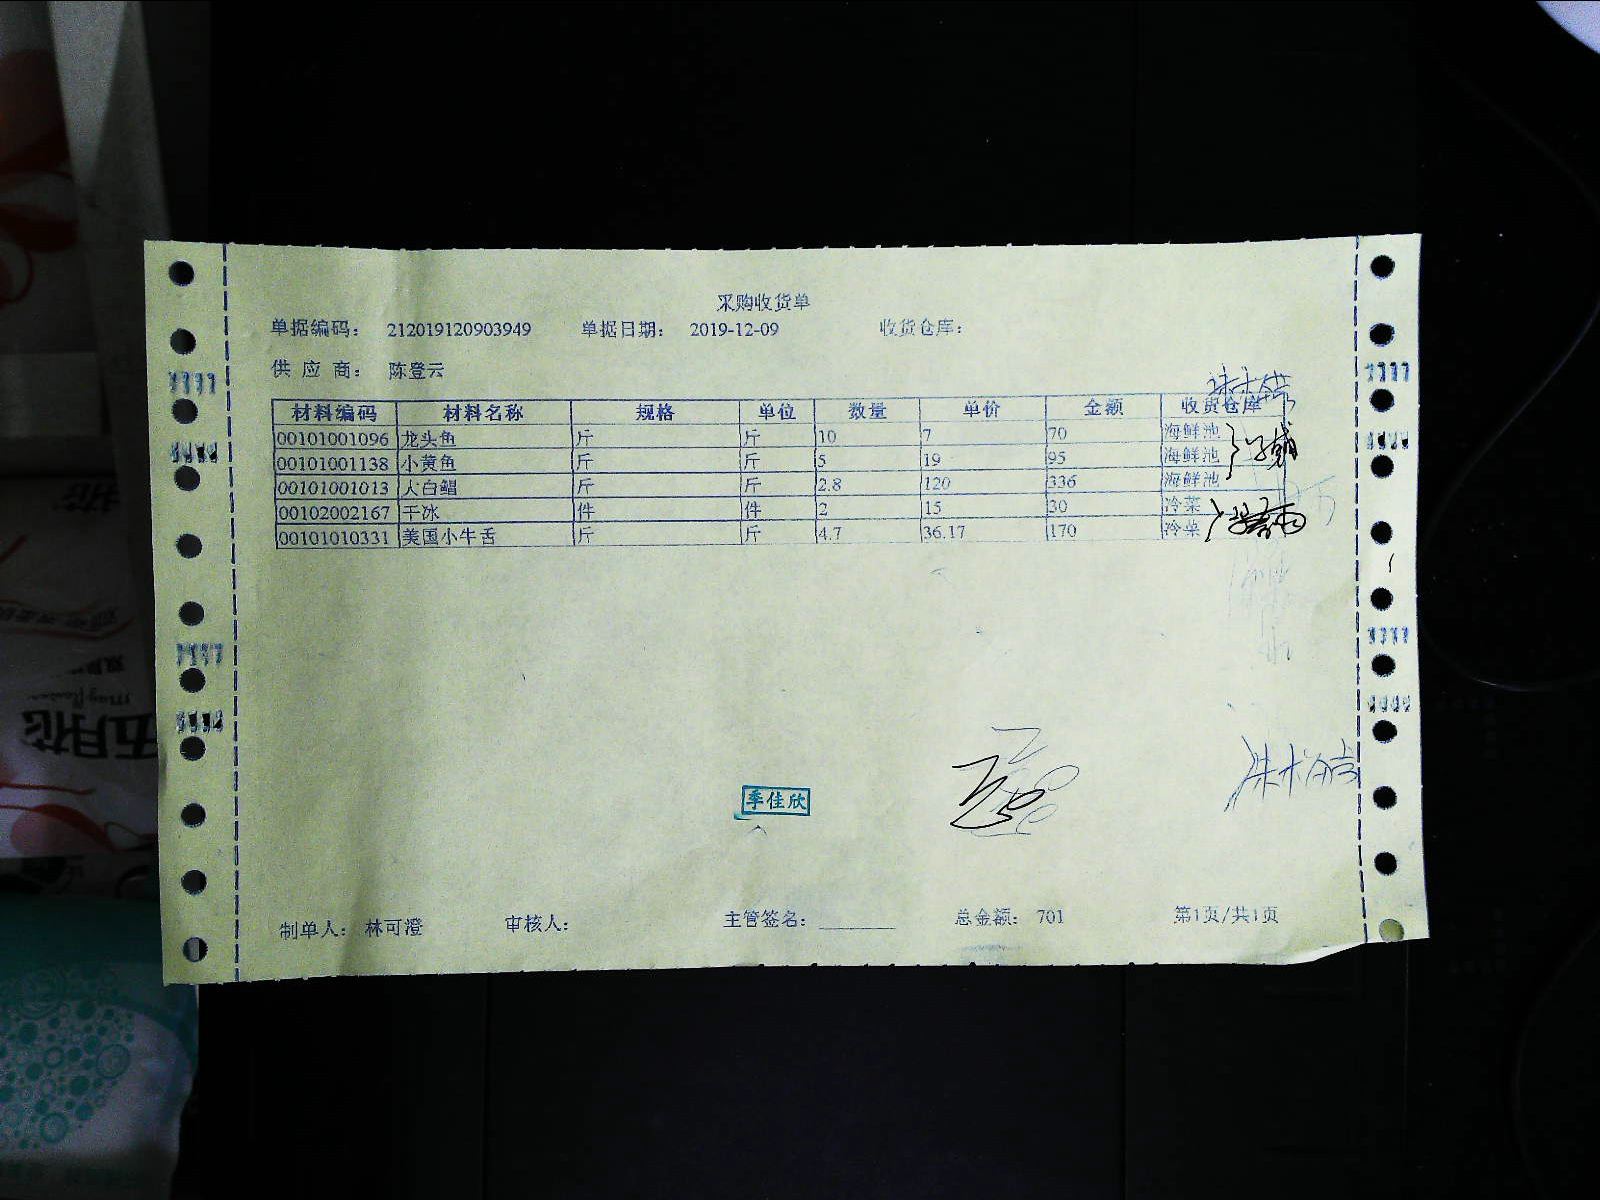 采购收货单
单据编码： 212019120903949 单据日期： 2019-12-09 收货仓库：
供 应 商： 陈登云
材料编码 材料名称 规格 单位 数量 单价 金额 收货仓库
00101001096 龙头鱼 斤 斤 10 7 70 海鲜池
00101001138 小黄鱼 斤 斤 5 19 95 海鲜池
00101001013 大白鲳 斤 斤 2.8 120 336 海鲜池
00102002167 干冰 件 件 2 15 30 冷菜
00101010331 美国小牛舌 斤 斤 4.7 36.17 170 冷菜
季佳欣
制单人： 林可澄 审核人： 主管签名： 总金额： 701 第1页/共1页
五月花